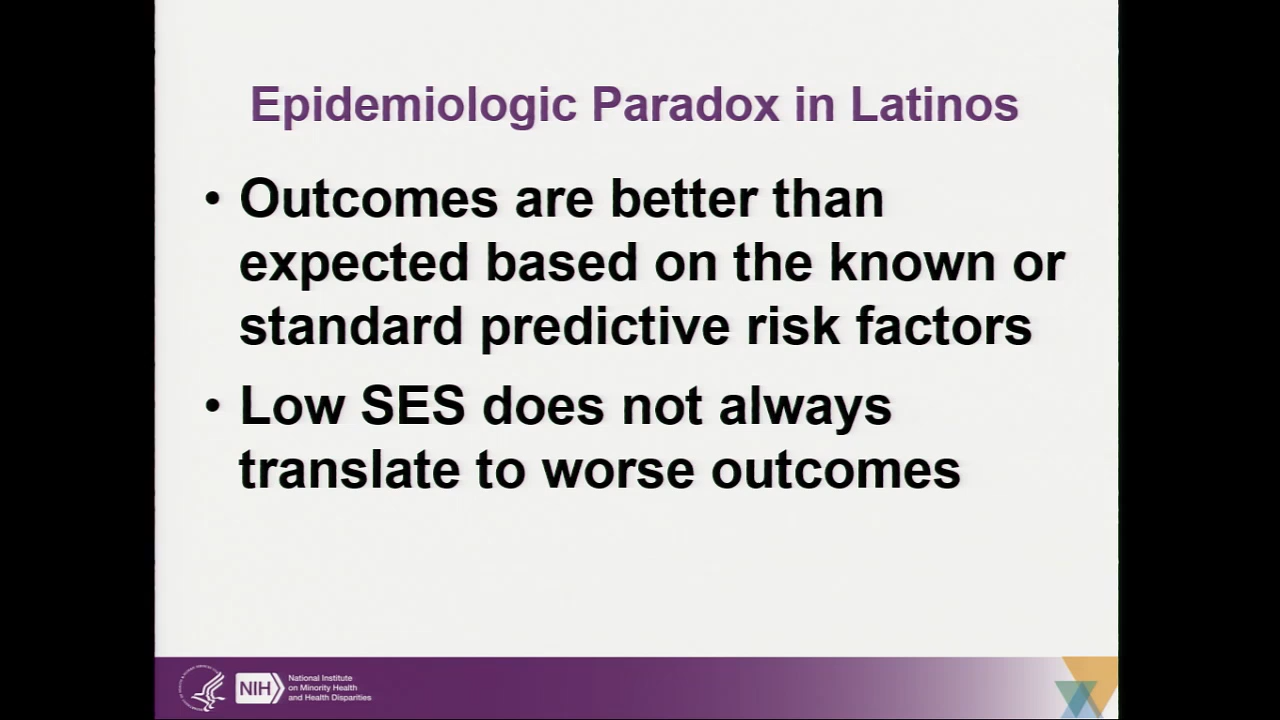 Epidemiologic Paradox in Latinos
• Outcomes are better than
expected based on the known or
standard predictive risk factors
• Low SES does not always
translate to worse outcomes
NIH
National Institute
on Minority Health
and Health Disparities